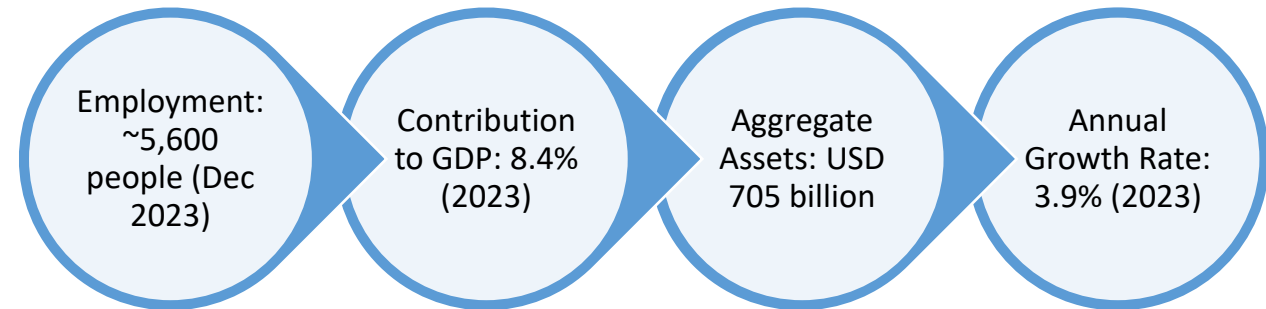 Employment:
~5,600
people (Dec
2023)
Contribution
to GDP: 8.4%
(2023)
Aggregate
Assets: USD
705 billion
Annual
Growth Rate:
3.9% (2023)